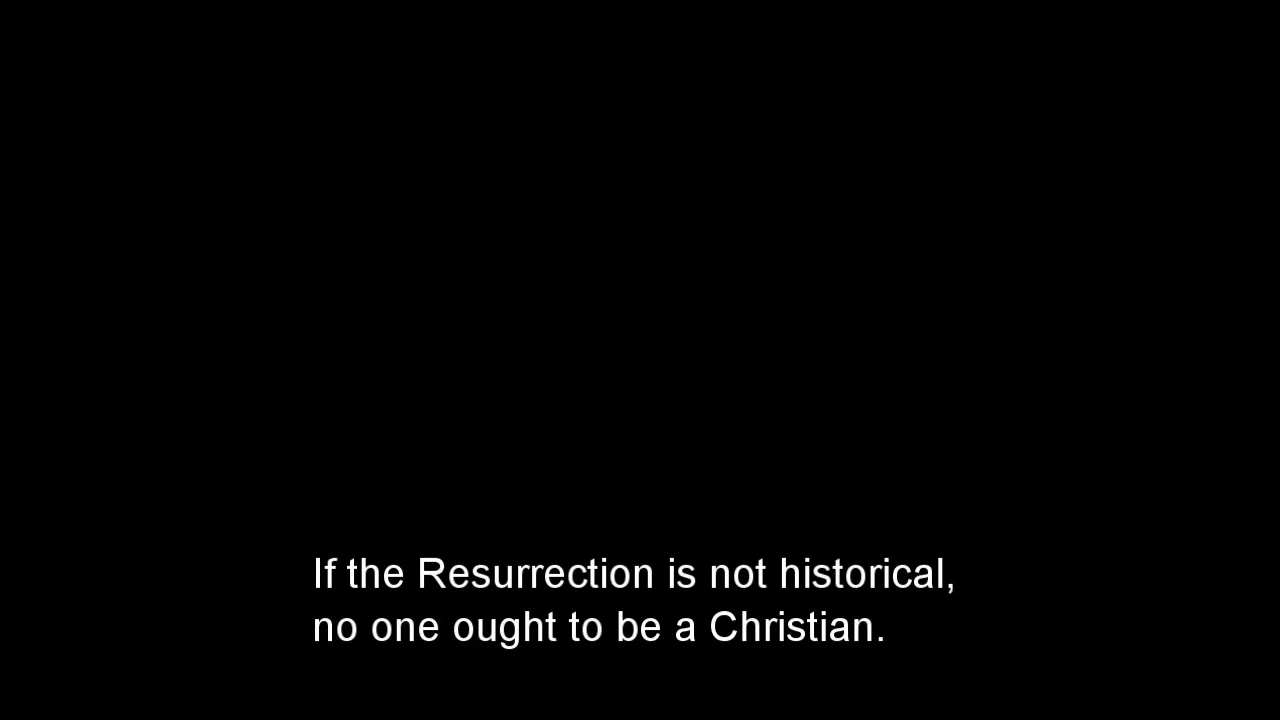 If the Resurrection is not historical,
no one ought to be a Christian.